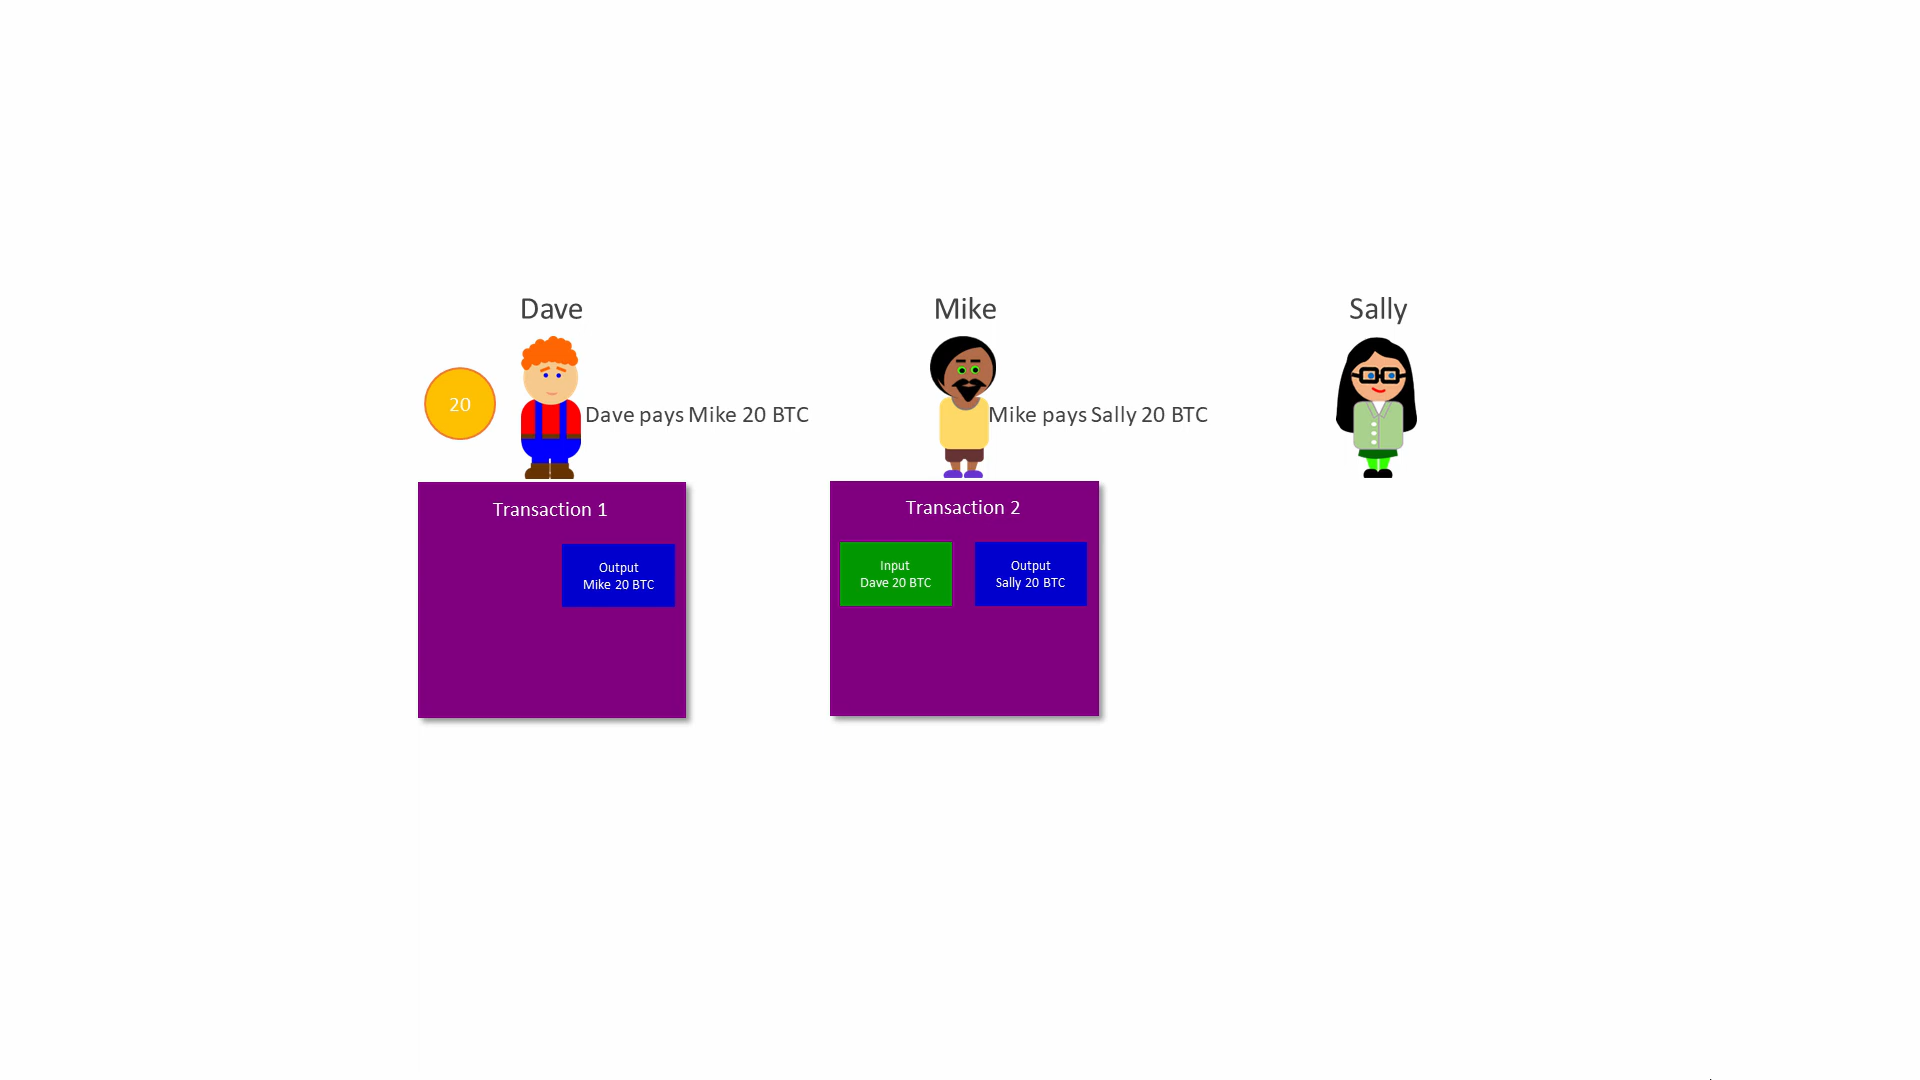 Dave
Mike
Sally
20
Dave pays Mike 20 BTC
Mike pays Sally 20 BTC
Transaction 1
Output
Mike 20 BTC
Transaction 2
Input
Dave 20 BTC
Output
Sally 20 BTC